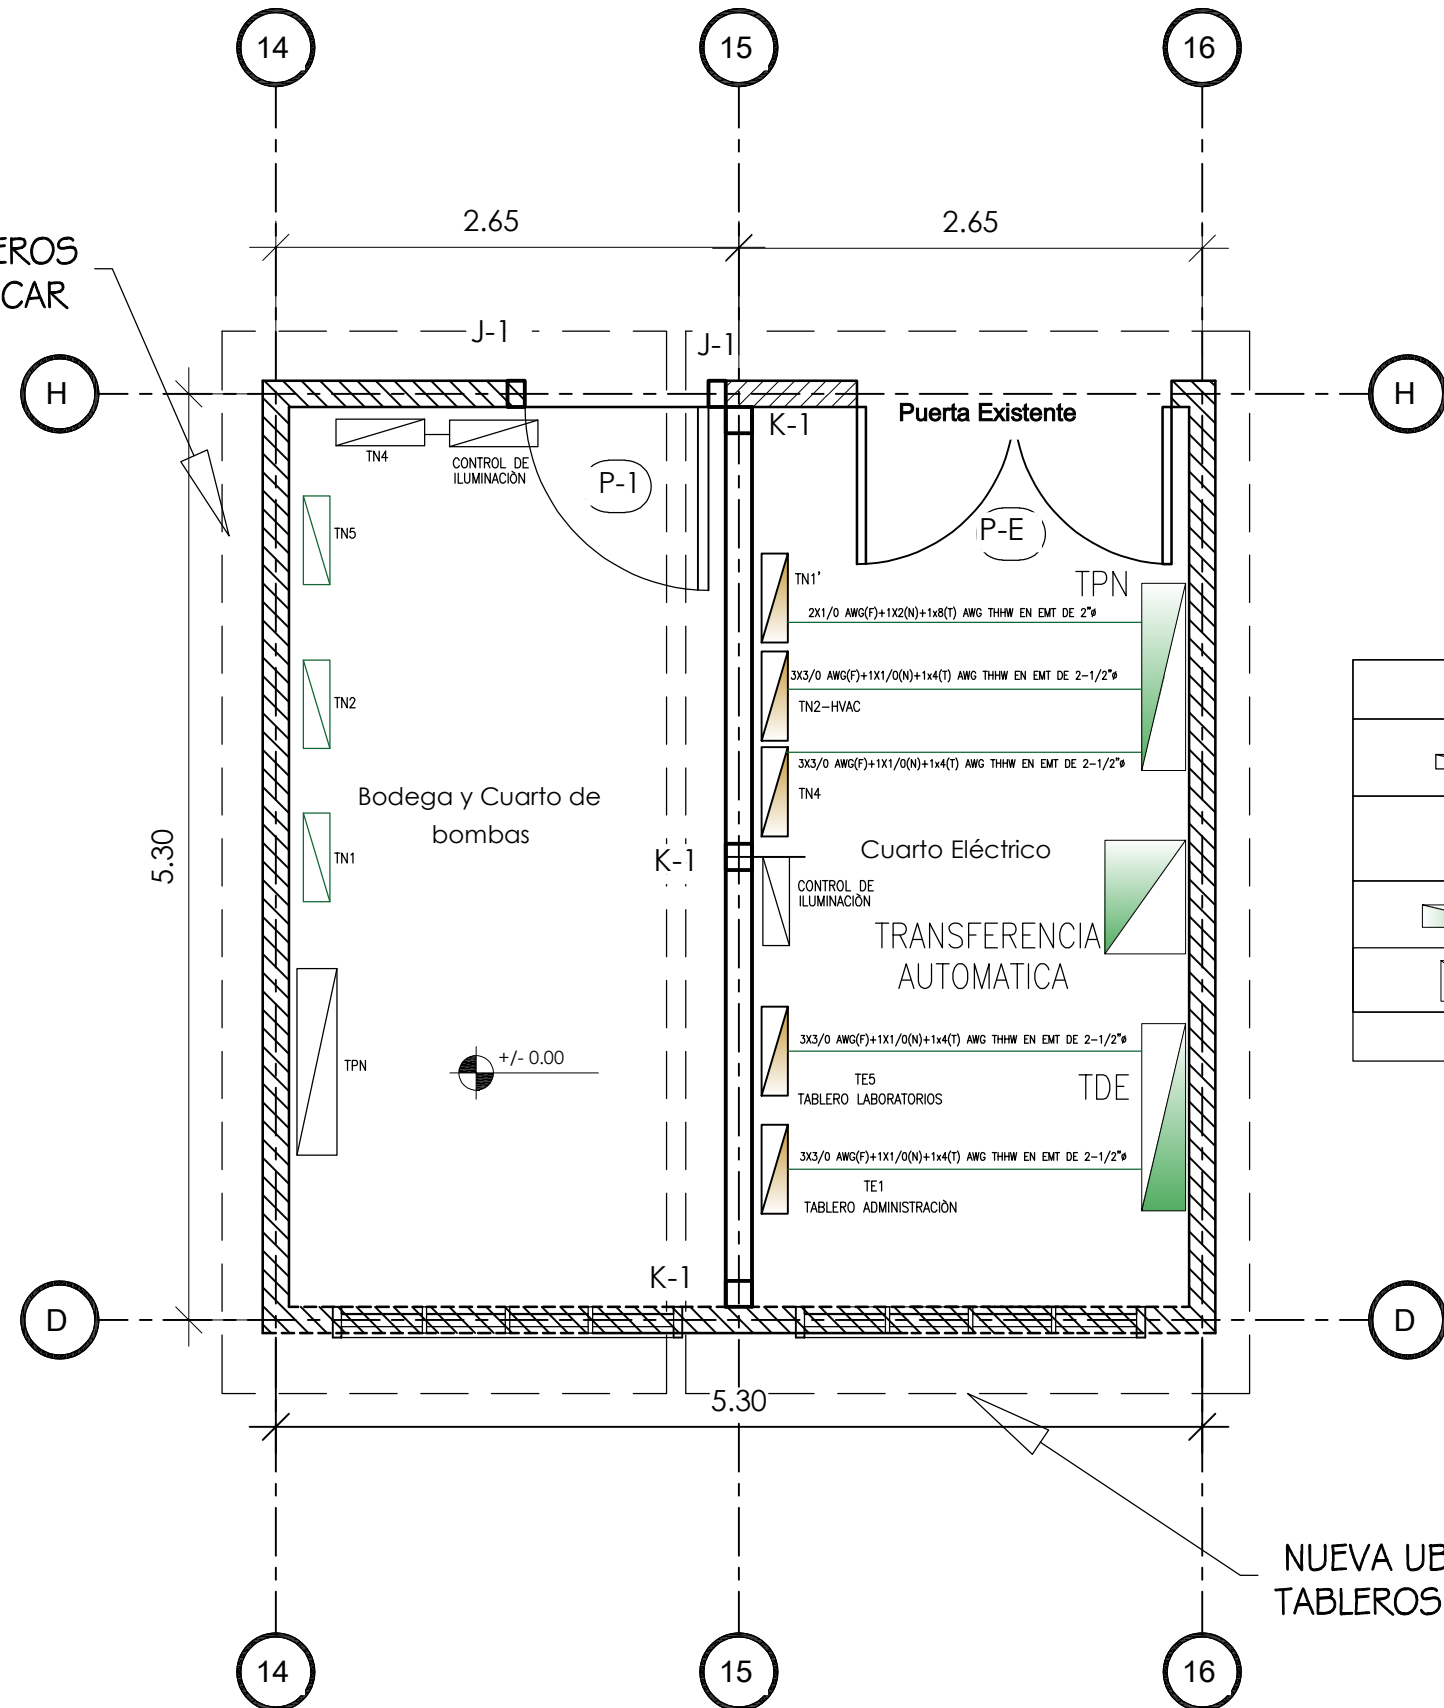 14
15
16
2.65
2.65
EROS
CAR
J-1
J-1
H
H
K-1
Puerta Existente
TN4
CONTROL DE
ILUMINACIÒN
P-1
P-E
TN5
TN1'
TPN
2X1/0 AWG(F)+1X2(N)+1x8(T) AWG THHW EN EMT DE 2"ø
3X3/0 AWG(F)+1X1/0(N)+1x4(T) AWG THHW EN EMT DE 2-1/2"ø
TN2
TN2-HVAC
3X3/0 AWG(F)+1X1/0(N)+1x4(T) AWG THHW EN EMT DE 2-1/2"ø
TN4
Bodega y Cuarto de
bombas
5.30
TN1
K-1
Cuarto Eléctrico
CONTROL DE
ILUMINACIÒN
TRANSFERENCIA
AUTOMATICA
3X3/0 AWG(F)+1X1/0(N)+1x4(T) AWG THHW EN EMT DE 2-1/2"ø
+/- 0.00
TPN
TE5
TABLERO LABORATORIOS
TDE
3X3/0 AWG(F)+1X1/0(N)+1x4(T) AWG THHW EN EMT DE 2-1/2"ø
TE1
TABLERO ADMINISTRACIÒN
K-1
D
D
5.30
NUEVA UB
TABLEROS
14
15
16